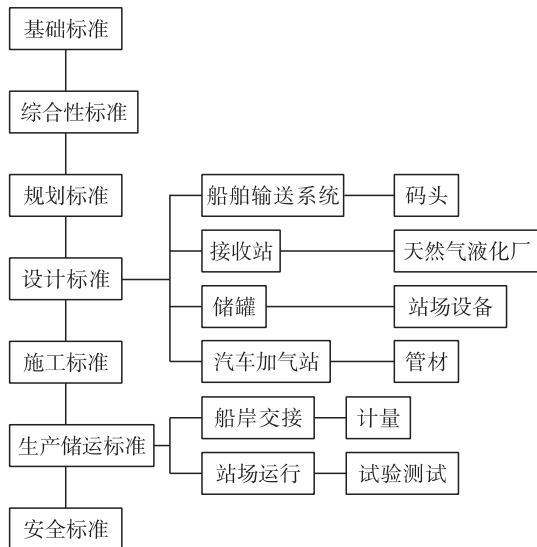 基础标准
综合性标准
规划标准
船舶输送系统
码头
接收站
天然气液化厂
设计标准
储罐
站场设备
施工标准
汽车加气站
管材
船岸交接
计量
生产储运标准
站场运行
试验测试
安全标准